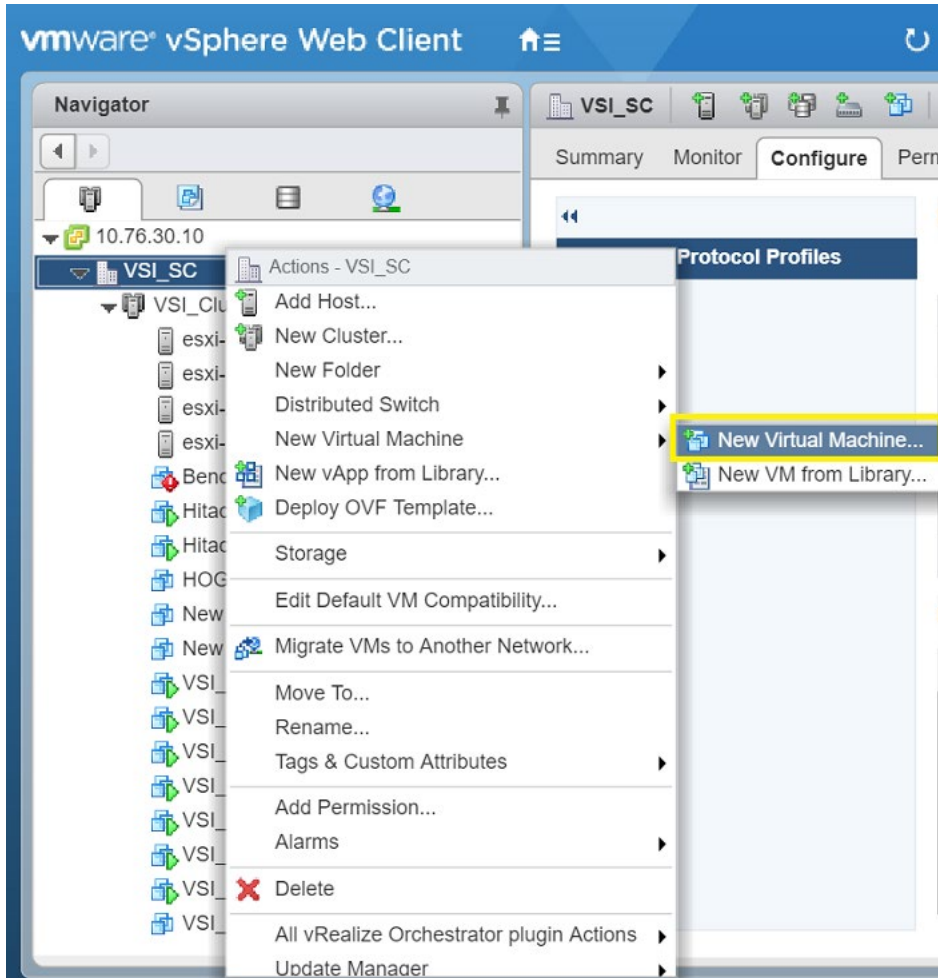 vmware® vSphere Web Client
Navigator
VSI_SC
Summary Monitor Configure Perm
10.76.30.10
VSI_SC
Protocol Profiles
VSI_Clu
esxi-
esxi-
esxi-
esxi-
Benc
Hitac
Hitac
HOG
New
New
VSI_
VSI_
VSI_
VSI_
VSI_
VSI_
VSI_
VSI_
Actions - VSI_SC
Add Host...
New Cluster...
New Folder
Distributed Switch
New Virtual Machine
New vApp from Library...
Deploy OVF Template...
Storage
Edit Default VM Compatibility...
Migrate VMs to Another Network...
Move To...
Rename...
Tags & Custom Attributes
Add Permission...
Alarms
Delete
All vRealize Orchestrator plugin Actions
Update Manager
New Virtual Machine...
New VM from Library...